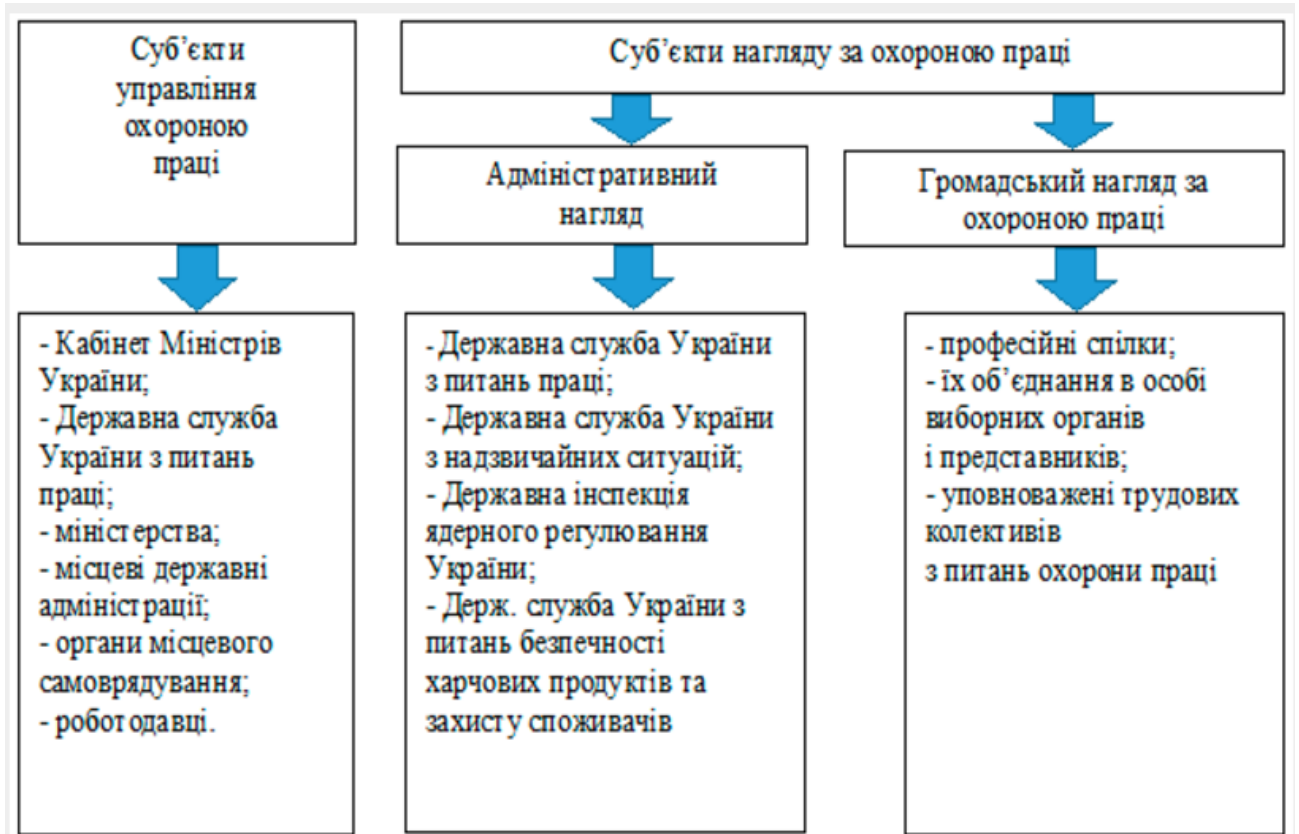 Суб’єкти
управління
охороною
праці
Суб’єкти нагляду за охороною праці
Адміністративний
нагляд
Громадський нагляд за
охороною праці
- Кабінет Міністрів
України;
- Державна служба
України з питань
праці;
- міністерства;
- місцеві державні
адміністрації;
- органи місцевого
самоврядування;
- роботодавці.
- Державна служба України
з питань праці;
- Державна служба України
з надзвичайних ситуацій;
- Державна інспекція
ядерного регулювання
України;
- Держ. служба України з
питань безпечності
харчових продуктів та
захисту споживачів
- професійні спілки;
- їх об’єднання в особі
виборних органів
і представників;
- уповноважені трудових
колективів
з питань охорони праці